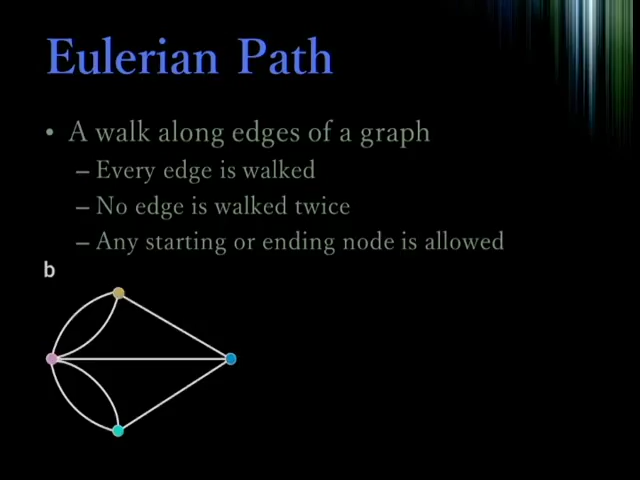 Eulerian Path
• A walk along edges of a graph
– Every edge is walked
– No edge is walked twice
– Any starting or ending node is allowed
b